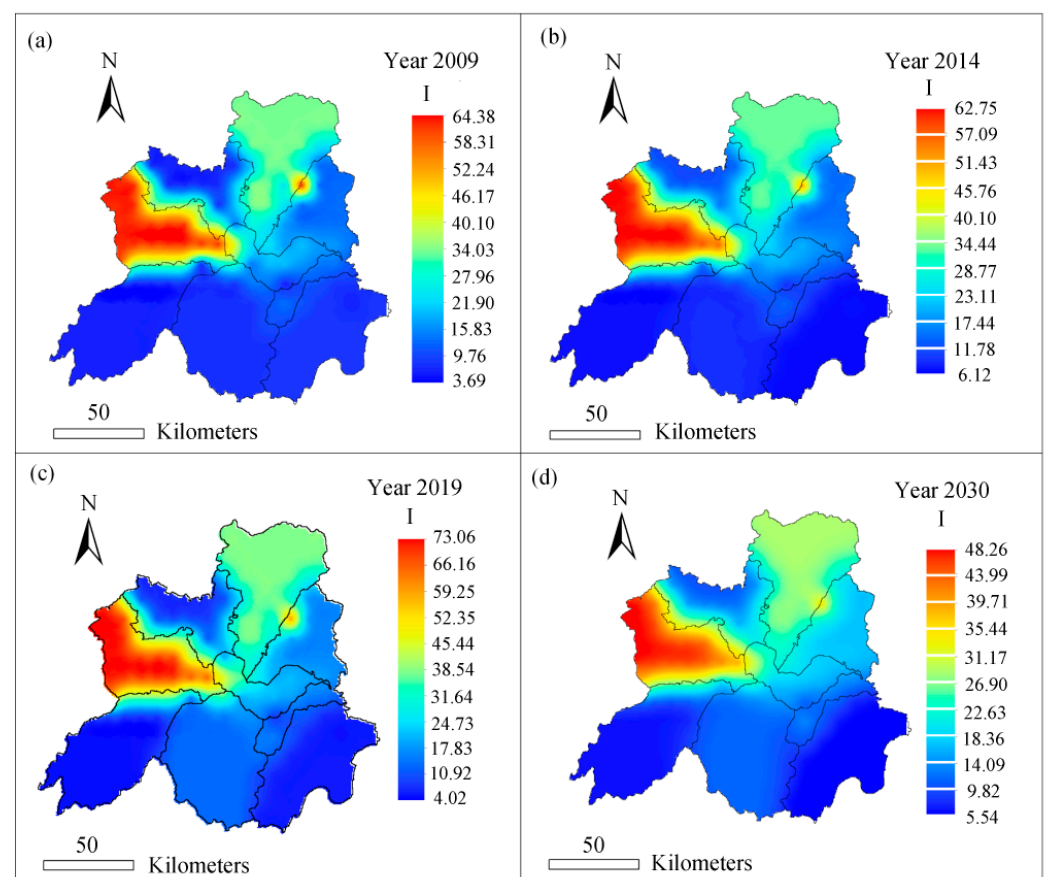 (a)
N
Year 2009
I
64.38
58.31
52.24
46.17
40.10
34.03
27.96
21.90
15.83
9.76
3.69
50
Kilometers
(b)
N
Year 2014
I
62.75
57.09
51.43
45.76
40.10
34.44
28.77
23.11
17.44
11.78
6.12
50
Kilometers
(c)
N
Year 2019
I
73.06
66.16
59.25
52.35
45.44
38.54
31.64
24.73
17.83
10.92
4.02
50
Kilometers
(d)
N
Year 2030
I
48.26
43.99
39.71
35.44
31.17
26.90
22.63
18.36
14.09
9.82
5.54
50
Kilometers